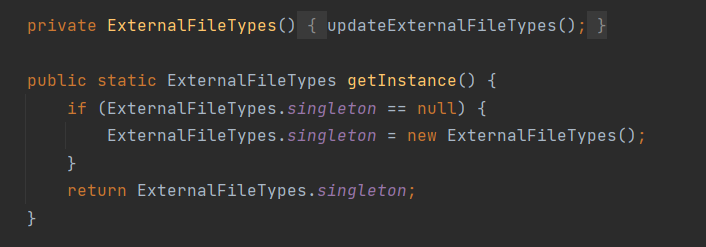 private ExternalFileTypes() { updateExternalFileTypes(); }
public static ExternalFileTypes getInstance() {
if (ExternalFileTypes.singleton == null) {
ExternalFileTypes.singleton = new ExternalFileTypes();
}
return ExternalFileTypes.singleton;
}